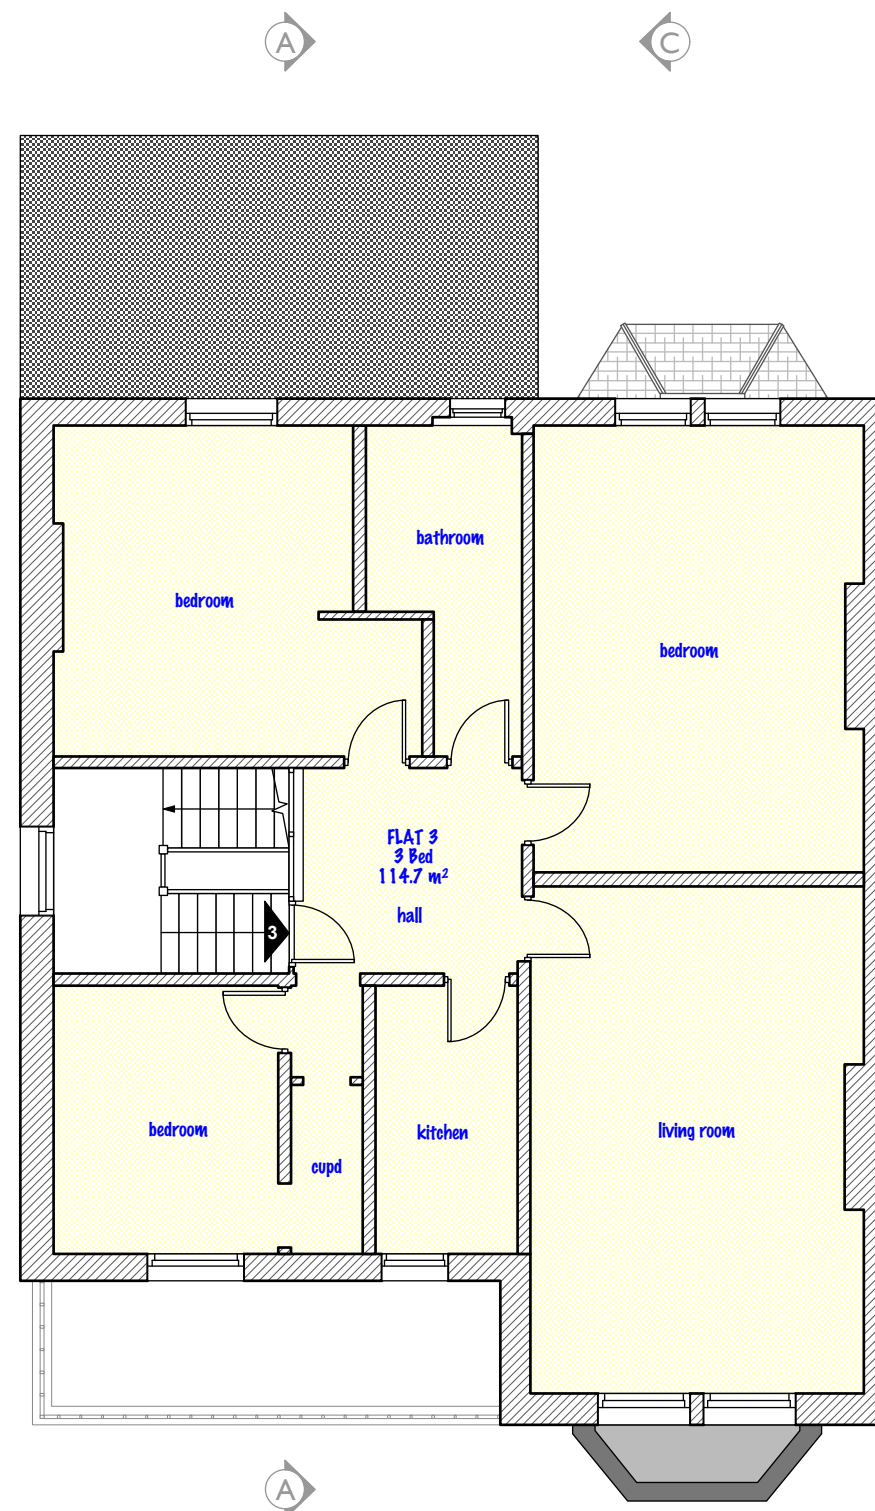 A
C
bathroom
bedroom
bedroom
FLAT 3
3 Bed
114.7 m²
hall
3
bedroom
kitchen
living room
cupd
A